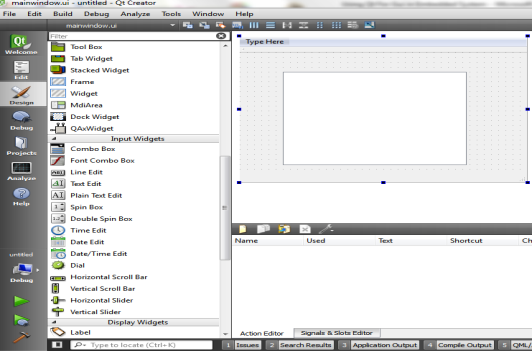 mainwindow.ui - untitled - Qt Creator
File Edit Build Debug Analyze Tools Window Help
mainwindow.ui
Filter
Type Here
Qt
Welcome
Edit
Design
Debug
Projects
Analyze
Help
untitled
Debug
Tool Box
Tab Widget
Stacked Widget
Frame
Widget
MdiArea
Dock Widget
QAxWidget
Input Widgets
Combo Box
Font Combo Box
Line Edit
Text Edit
Plain Text Edit
Spin Box
Double Spin Box
Time Edit
Date Edit
Date/Time Edit
Dial
Horizontal Scroll Bar
Vertical Scroll Bar
Horizontal Slider
Vertical Slider
Display Widgets
Label
Name Used Text Shortcut Ch
Action Editor Signals & Slots Editor
Type to locate (Ctrl+K)
1 Issues 2 Search Results 3 Application Output 4 Compile Output 5 QML/